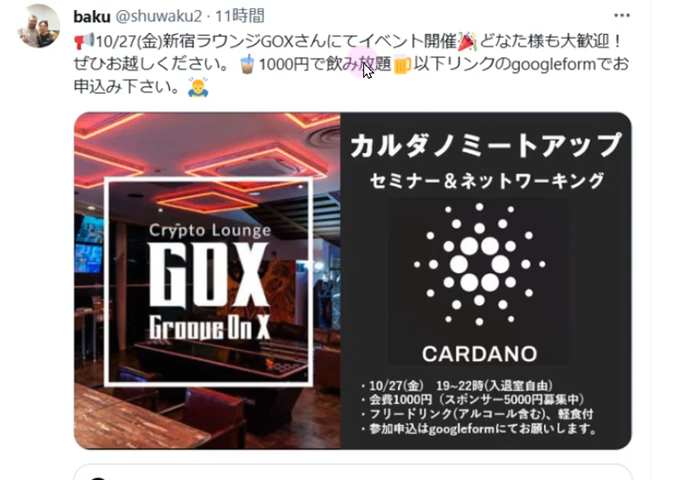 baku @shuwaku2・11時間
📢10/27(金)新宿ラウンジGOXさんにてイベント開催🎉どなた様も大歓迎！
ぜひお越しください。🧋1000円で飲み放題🍺以下リンクのgoogleformでお
申込み下さい。🙇
Crypto Lounge
GOX
Groove On X
カルダノミートアップ
セミナー＆ネットワーキング
CARDANO
・10/27(金)　19~22時(入退室自由)
・会費1000円（スポンサー5000円募集中）
・フリードリンク(アルコール含む)、軽食付
・参加申込はgoogleformにてお願いします。